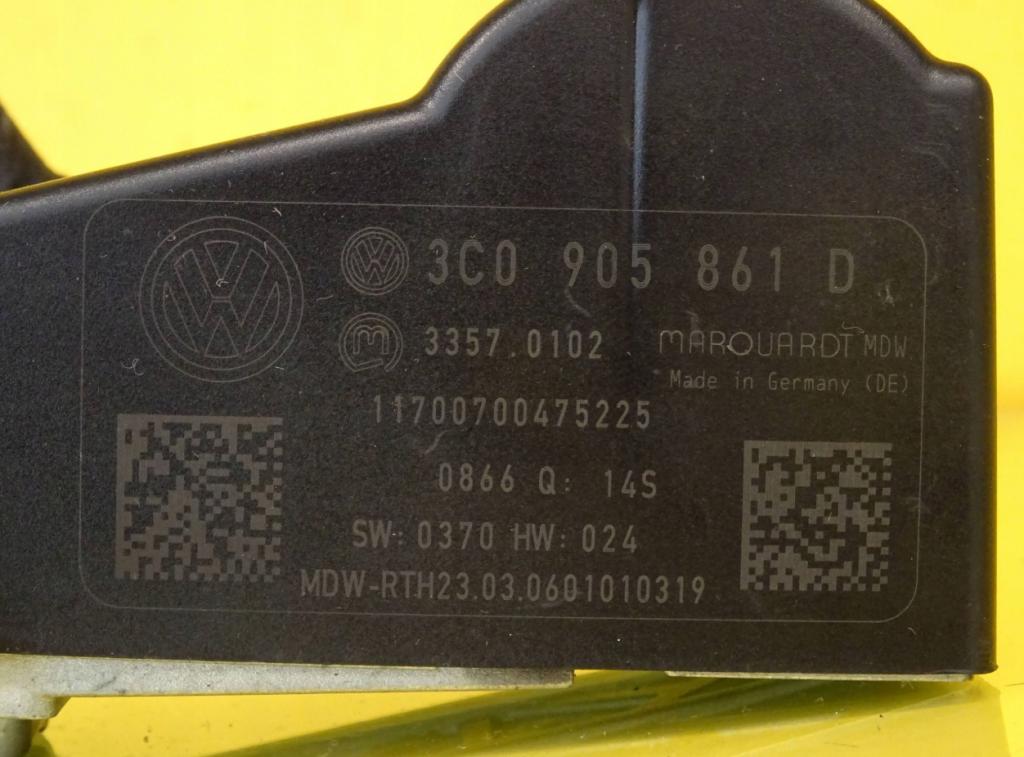 3C0 905 861 D
3357.0102 MARQUARDT MDW
Made in Germany (DE)
11700700475225
0866 Q: 14S
SW: 0370 HW: 024
MDW-RTH23.03.0601010319